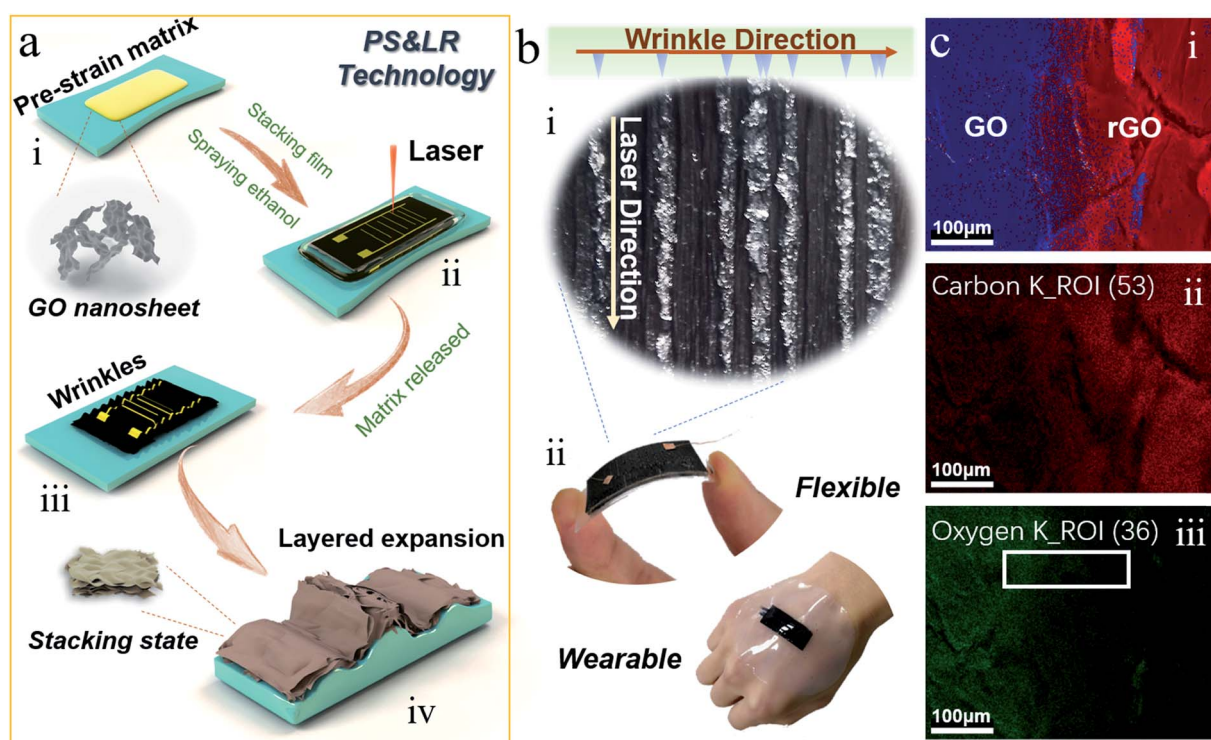 a
PS&LR
Technology
Pre-strain matrix
i
Stacking film
Spraying ethanol
Laser
GO nanosheet
ii
Wrinkles
Matrix released
iii
Layered expansion
Stacking state
iv
b
Wrinkle Direction
i
Laser Direction
ii
Flexible
Wearable
c
i
GO
rGO
100μm
Carbon K_ROI (53)
ii
100μm
Oxygen K_ROI (36)
iii
100μm